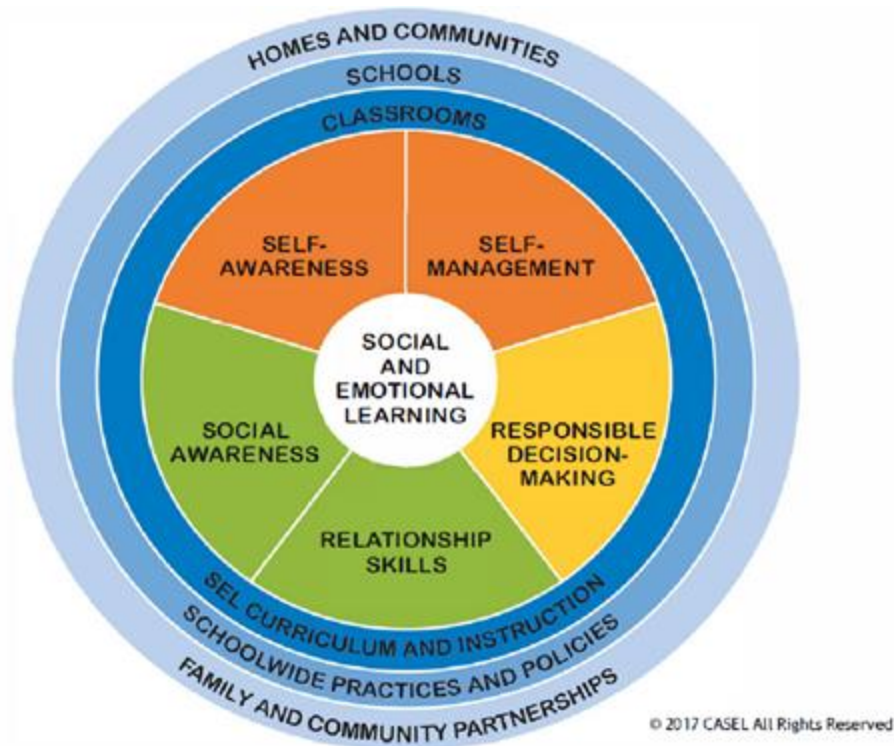 HOMES AND COMMUNITIES
SCHOOLS
CLASSROOMS
SELF-
AWARENESS
SELF-
MANAGEMENT
SOCIAL
AND
EMOTIONAL
LEARNING
SOCIAL
AWARENESS
RESPONSIBLE
DECISION-
MAKING
RELATIONSHIP
SKILLS
SEL CURRICULUM AND INSTRUCTION
SCHOOLWIDE PRACTICES AND POLICIES
FAMILY AND COMMUNITY PARTNERSHIPS
© 2017 CASEL All Rights Reserved